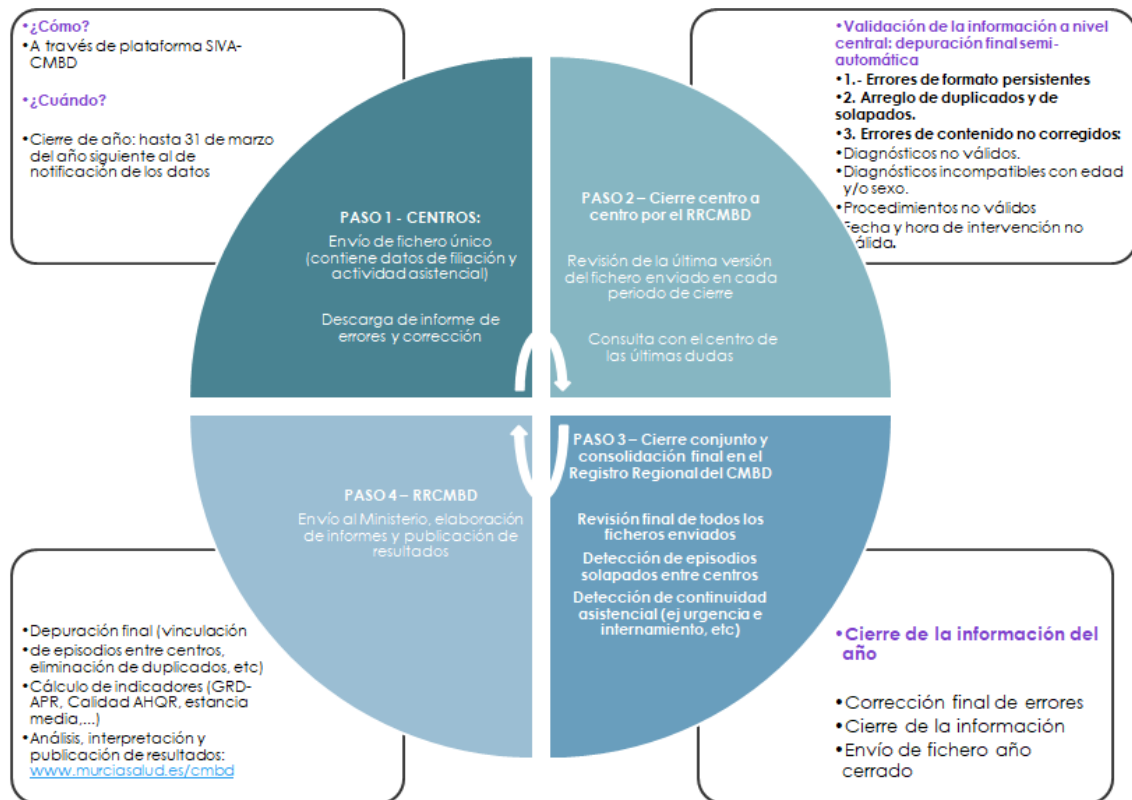 •¿Cómo?
•A través de plataforma SIVA-
CMBD
•¿Cuándo?
•Cierre de año: hasta 31 de marzo
del año siguiente al de
notificación de los datos
PASO 1 - CENTROS:
Envío de fichero único
(contiene datos de filiación y
actividad asistencial)
Descarga de informe de
errores y corrección
•Validación de la información a nivel
central: depuración final semi-
automática
•1.- Errores de formato persistentes
•2. Arreglo de duplicados y de
solapados.
•3. Errores de contenido no corregidos:
•Diagnósticos no válidos.
•Diagnósticos incompatibles con edad
y/o sexo.
•Procedimientos no válidos
Fecha y hora de intervención no
válida.
PASO 2 – Cierre centro a
centro por el RRCMBD
Revisión de la última versión
del fichero enviado en cada
periodo de cierre
Consulta con el centro de
las últimas dudas
PASO 3 – Cierre conjunto y
consolidación final en el
Registro Regional del CMBD
Revisión final de todos los
ficheros enviados
Detección de episodios
solapados entre centros
Detección de continuidad
asistencial (ej urgencia e
internamiento, etc)
•Cierre de la información del
año
•Corrección final de errores
•Cierre de la información
•Envío de fichero año
cerrado
PASO 4 – RRCMBD
Envío al Ministerio, elaboración
de informes y publicación de
resultados
•Depuración final (vinculación
•de episodios entre centros,
eliminación de duplicados, etc)
•Cálculo de indicadores (GRD-
APR, Calidad AHQR, estancia
media,...)
•Análisis, interpretación y
publicación de resultados:
www.murciasalud.es/cmbd